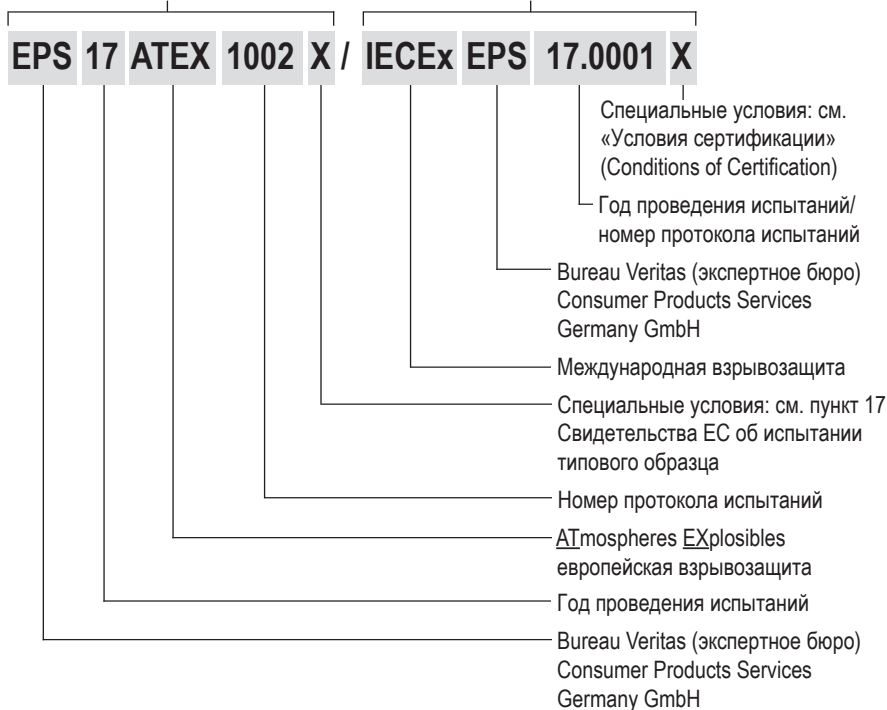 EPS 17 ATEX 1002 X / IECEx EPS 17.0001 X
Специальные условия: см.
«Условия сертификации»
(Conditions of Certification)
Год проведения испытаний/
номер протокола испытаний
Bureau Veritas (экспертное бюро)
Consumer Products Services
Germany GmbH
Международная взрывозащита
Специальные условия: см. пункт 17
Свидетельства ЕС об испытании
типового образца
Номер протокола испытаний
ATmospheres EXplosibles
европейская взрывозащита
Год проведения испытаний
Bureau Veritas (экспертное бюро)
Consumer Products Services
Germany GmbH